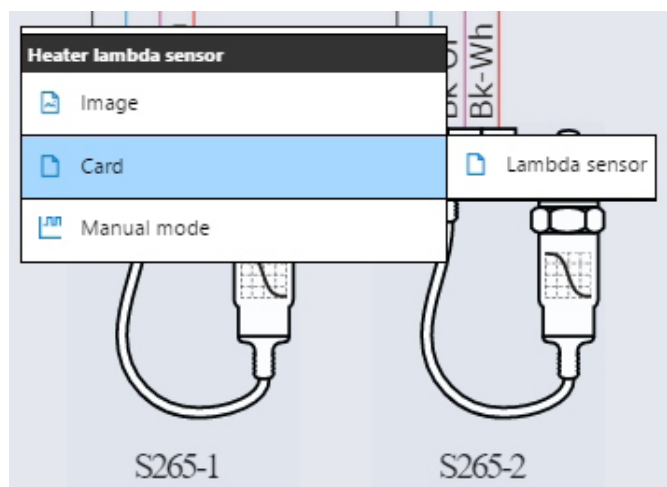 Heater lambda sensor
Image
Card
Lambda sensor
Manual mode
Bk-Wh
S265-1
S265-2